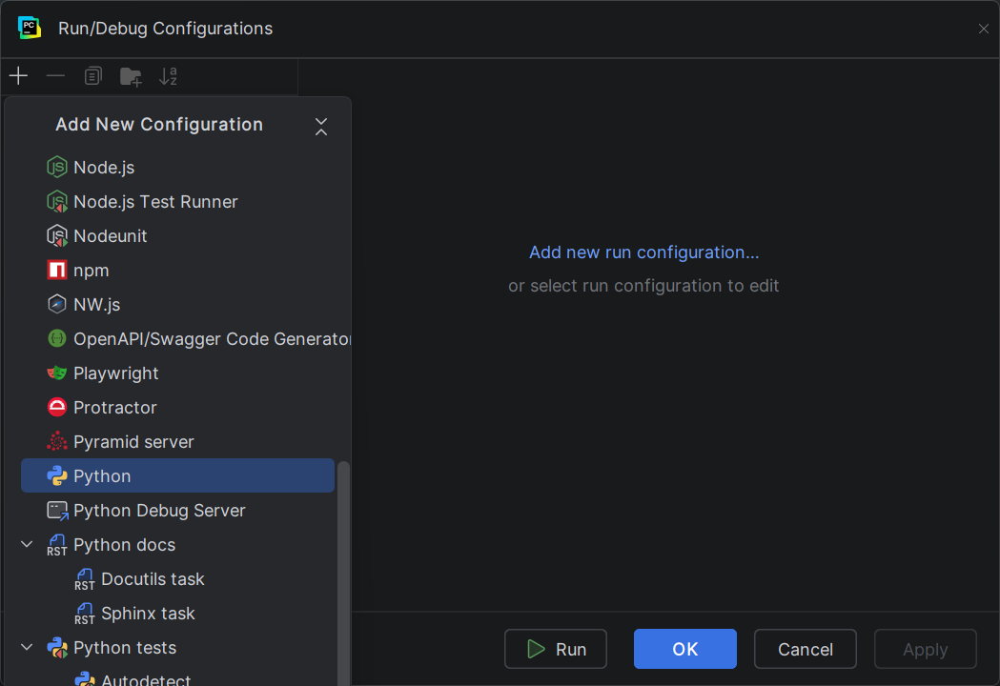 Run/Debug Configurations
Add New Configuration
Node.js
Node.js Test Runner
Nodeunit
npm
NW.js
OpenAPI/Swagger Code Generator
Playwright
Protractor
Pyramid server
Python
Python Debug Server
Python docs
Docutils task
Sphinx task
Python tests
Autodetect
Add new run configuration...
or select run configuration to edit
Run
OK
Cancel
Apply